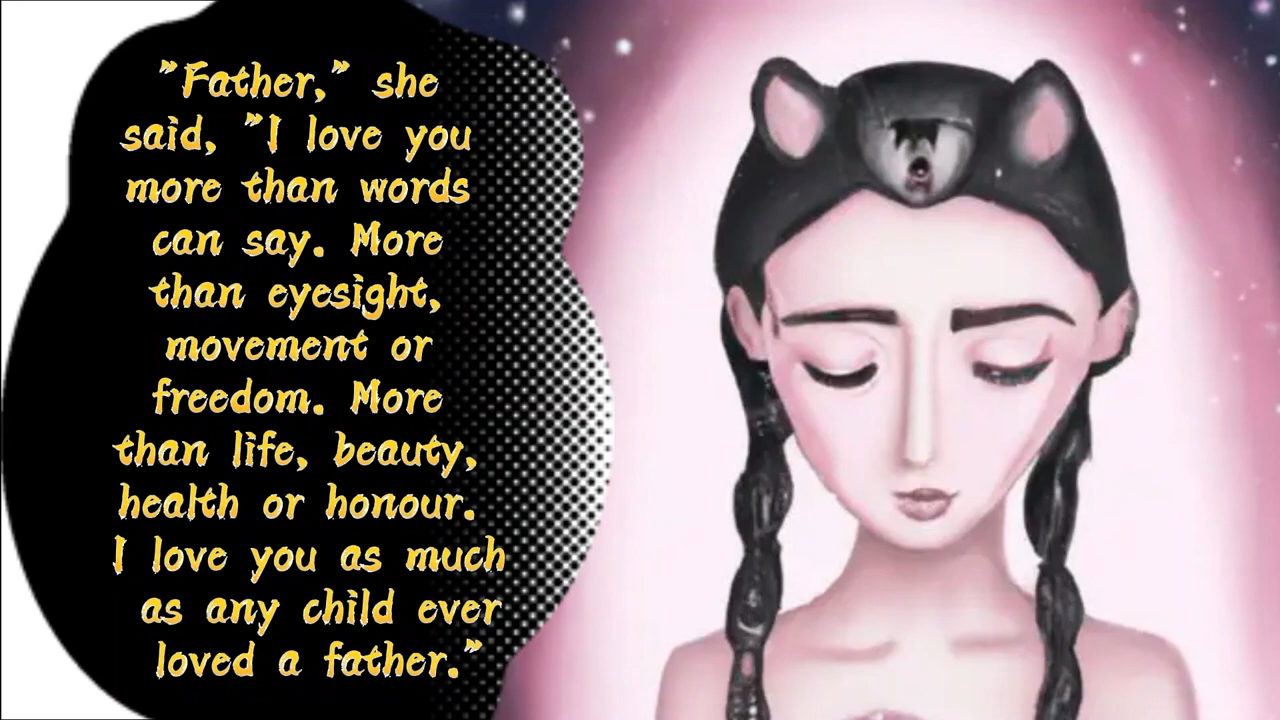 "Father," she
said, "I love you
more than words
can say. More
than eyesight,
movement or
freedom. More
than life, beauty,
health or honour.
I love you as much
as any child ever
loved a father."